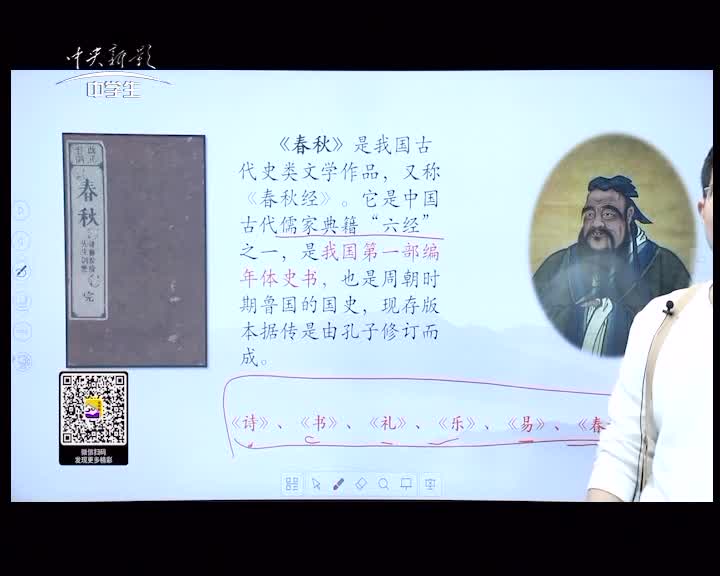 中央新影
中学生
《春秋》是我国古
代史类文学作品，又称
《春秋经》。它是中国
古代儒家典籍“六经”
之一，是我国第一部编
年体史书，也是周朝时
期鲁国的国史，现存版
本据传是由孔子修订而
成。
春秋
完
《诗》、《书》、《礼》、《乐》、《易》、《春
微信扫码
发现更多精彩